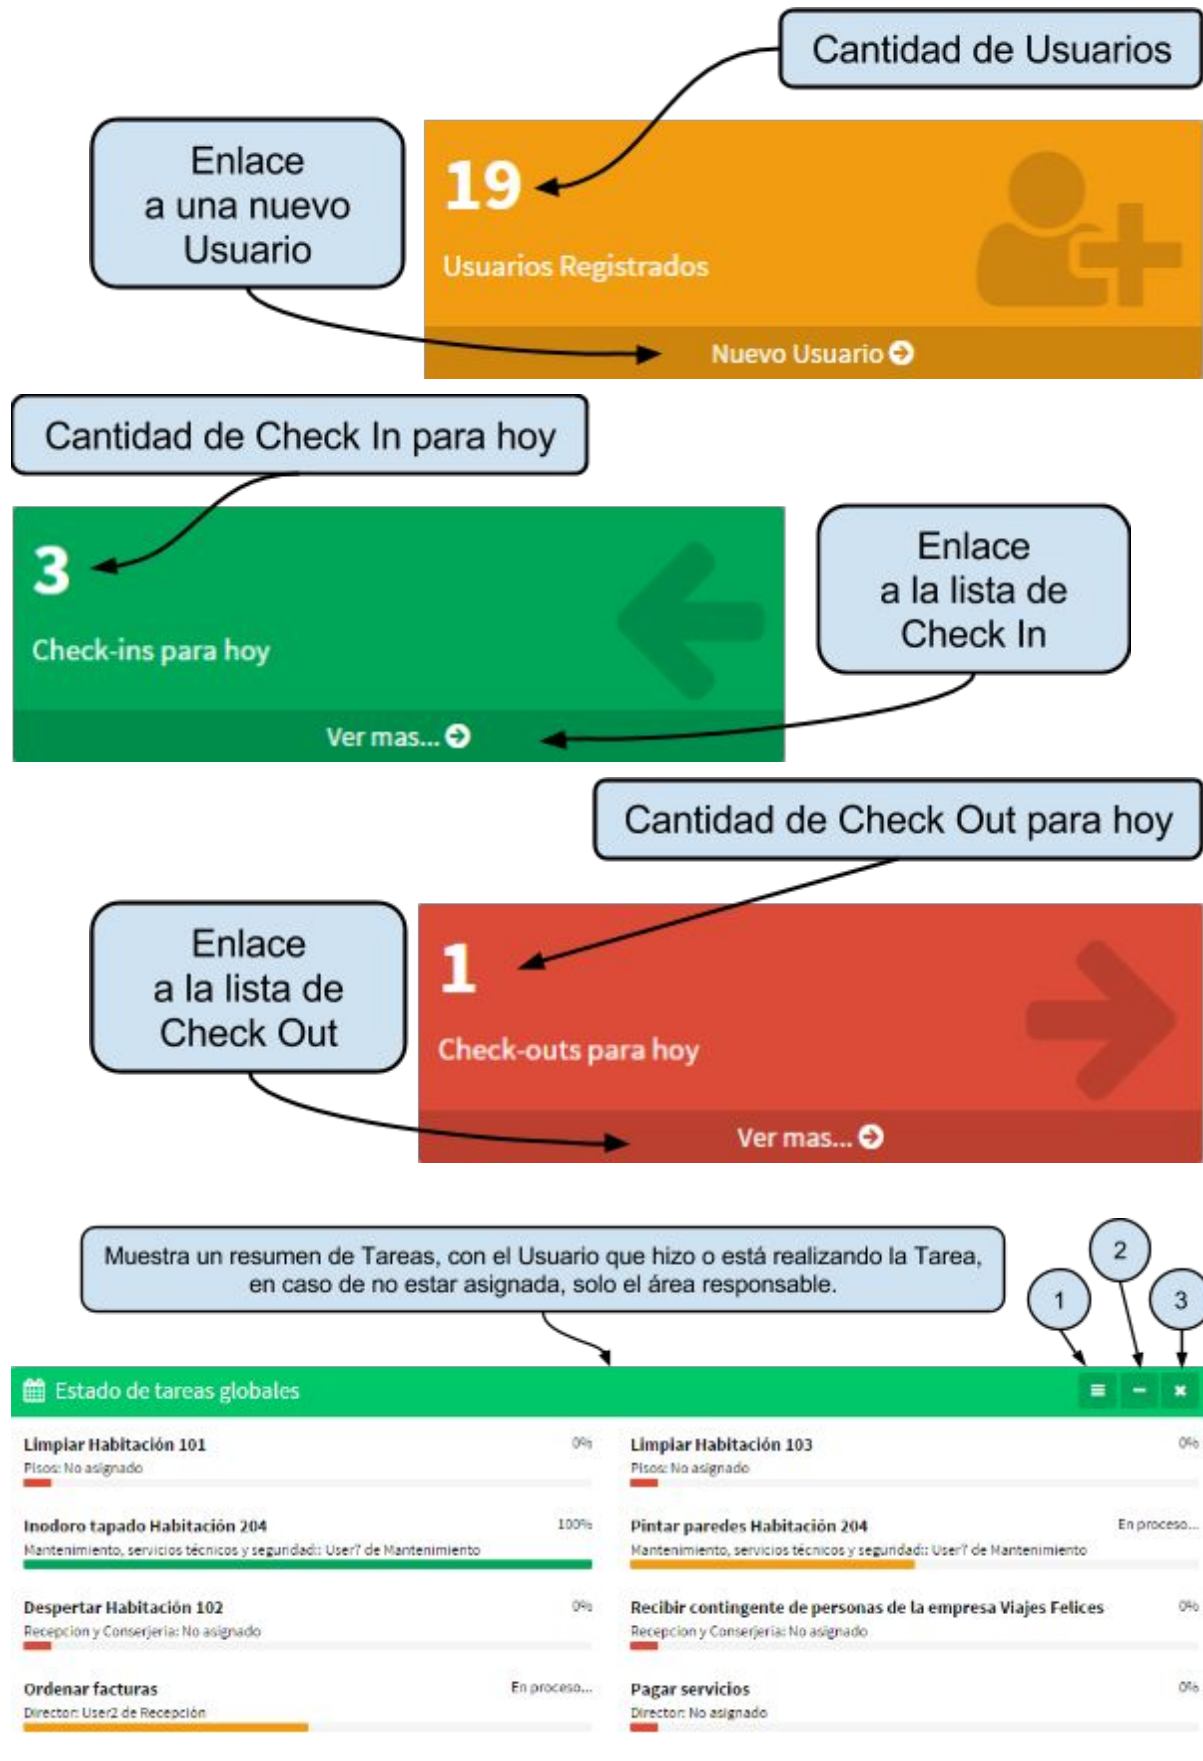 Cantidad de Usuarios
Enlace
a una nuevo
Usuario
19
Usuarios Registrados
Nuevo Usuario
Cantidad de Check In para hoy
3
Check-ins para hoy
Ver mas...
Enlace
a la lista de
Check In
Cantidad de Check Out para hoy
Enlace
a la lista de
Check Out
1
Check-outs para hoy
Ver mas...
Muestra un resumen de Tareas, con el Usuario que hizo o está realizando la Tarea,
en caso de no estar asignada, solo el área responsable.
1
2
3
Estado de tareas globales
Limpiar Habitación 101 0%
Pisos: No asignado
Limpiar Habitación 103 0%
Pisos: No asignado
Inodoro tapado Habitación 204 100%
Mantenimiento, servicios técnicos y seguridad:: User7 de Mantenimiento
Pintar paredes Habitación 204 En proceso...
Mantenimiento, servicios técnicos y seguridad:: User7 de Mantenimiento
Despertar Habitación 102 0%
Recepcion y Conserjeria: No asignado
Recibir contingente de personas de la empresa Viajes Felices 0%
Recepcion y Conserjeria: No asignado
Ordenar facturas En proceso...
Director: User2 de Recepción
Pagar servicios 0%
Director: No asignado